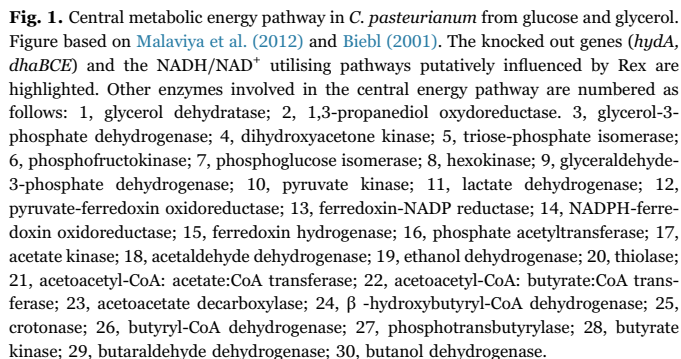 Fig. 1. Central metabolic energy pathway in C. pasteurianum from glucose and glycerol.
Figure based on Malaviya et al. (2012) and Biebl (2001). The knocked out genes (hydA,
dhaBCE) and the NADH/NAD⁺ utilising pathways putatively influenced by Rex are
highlighted. Other enzymes involved in the central energy pathway are numbered as
follows: 1, glycerol dehydratase; 2, 1,3-propanediol oxydoreductase. 3, glycerol-3-
phosphate dehydrogenase; 4, dihydroxyacetone kinase; 5, triose-phosphate isomerase;
6, phosphofructokinase; 7, phosphoglucose isomerase; 8, hexokinase; 9, glyceraldehyde-
3-phosphate dehydrogenase; 10, pyruvate kinase; 11, lactate dehydrogenase; 12,
pyruvate-ferredoxin oxidoreductase; 13, ferredoxin-NADP reductase; 14, NADPH-ferre-
doxin oxidoreductase; 15, ferredoxin hydrogenase; 16, phosphate acetyltransferase; 17,
acetate kinase; 18, acetaldehyde dehydrogenase; 19, ethanol dehydrogenase; 20, thiolase;
21, acetoacetyl-CoA: acetate:CoA transferase; 22, acetoacetyl-CoA: butyrate:CoA trans-
ferase; 23, acetoacetate decarboxylase; 24, β -hydroxybutyryl-CoA dehydrogenase; 25,
crotonase; 26, butyryl-CoA dehydrogenase; 27, phosphotransbutyrylase; 28, butyrate
kinase; 29, butaraldehyde dehydrogenase; 30, butanol dehydrogenase.